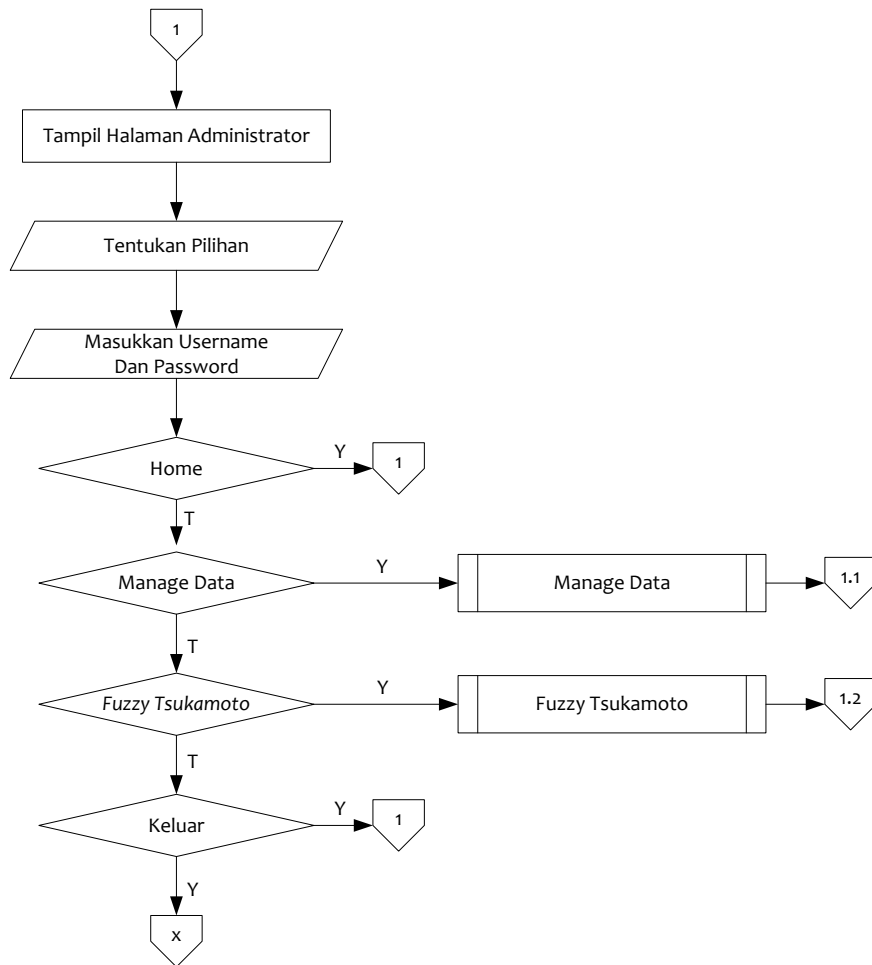 1
Tampil Halaman Administrator
Tentukan Pilihan
Masukkan Username
Dan Password
Home
Y
1
T
Manage Data
Y
Manage Data
1.1
T
Fuzzy Tsukamoto
Y
Fuzzy Tsukamoto
1.2
T
Keluar
Y
1
Y
x